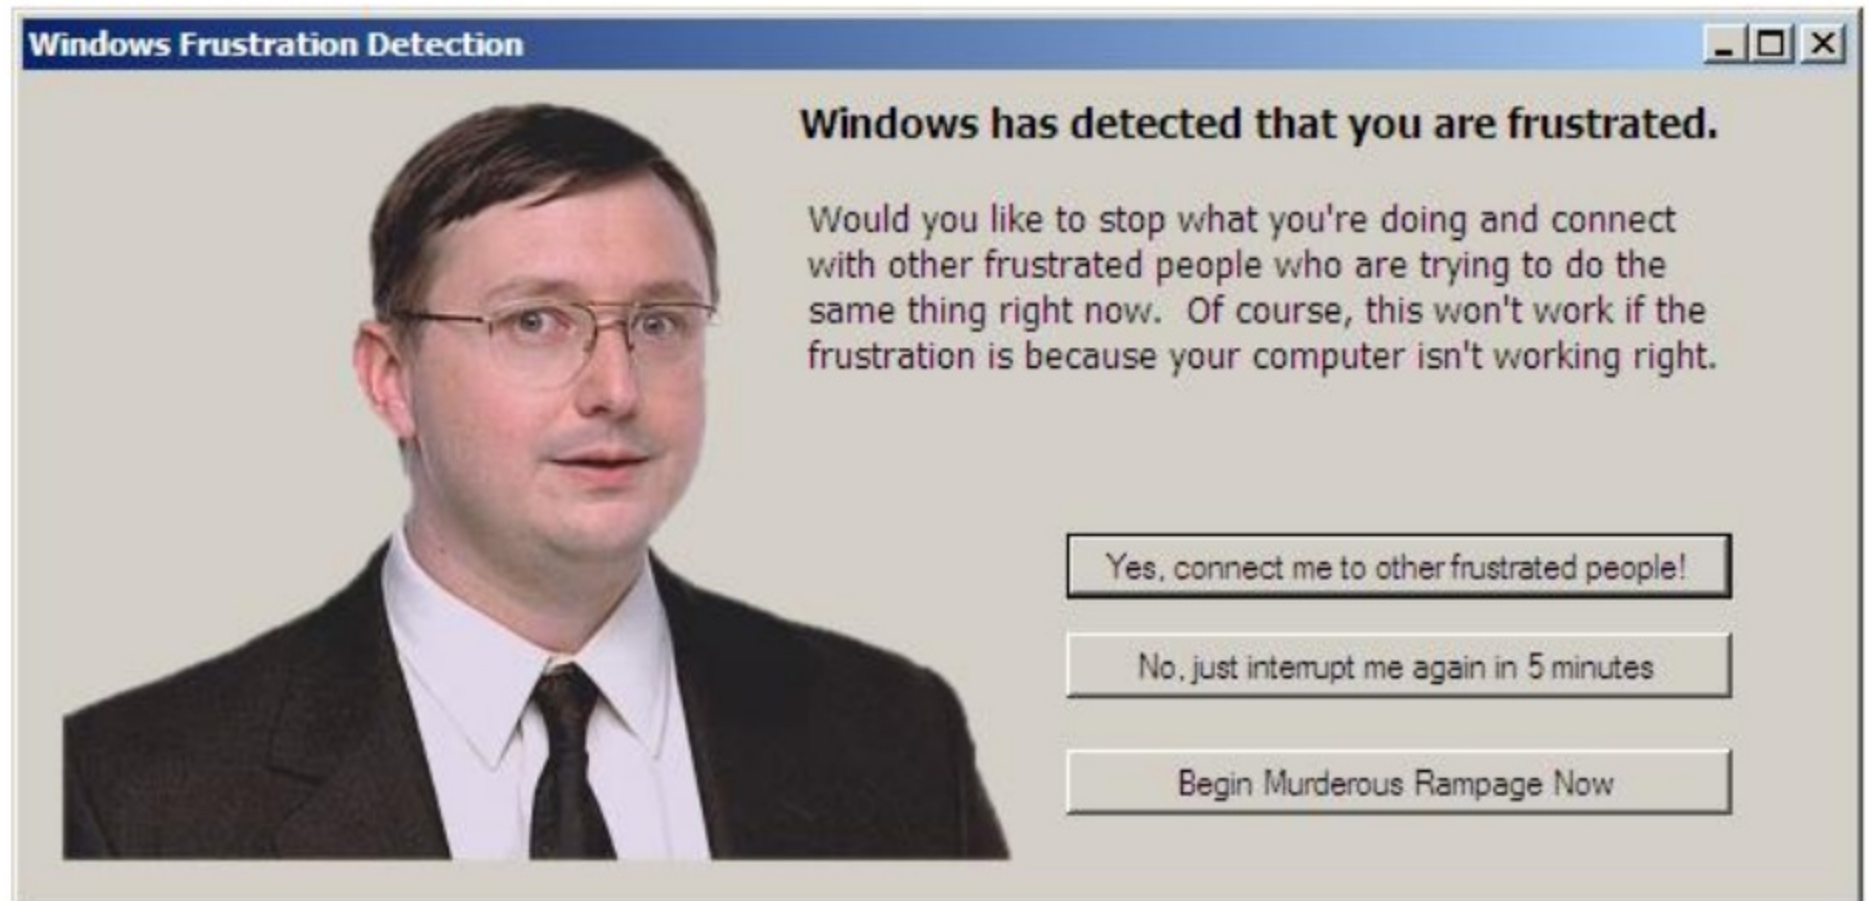 Windows Frustration Detection
Windows has detected that you are frustrated.
Would you like to stop what you're doing and connect
with other frustrated people who are trying to do the
same thing right now.  Of course, this won't work if the
frustration is because your computer isn't working right.
Yes, connect me to other frustrated people!
No, just interrupt me again in 5 minutes
Begin Murderous Rampage Now